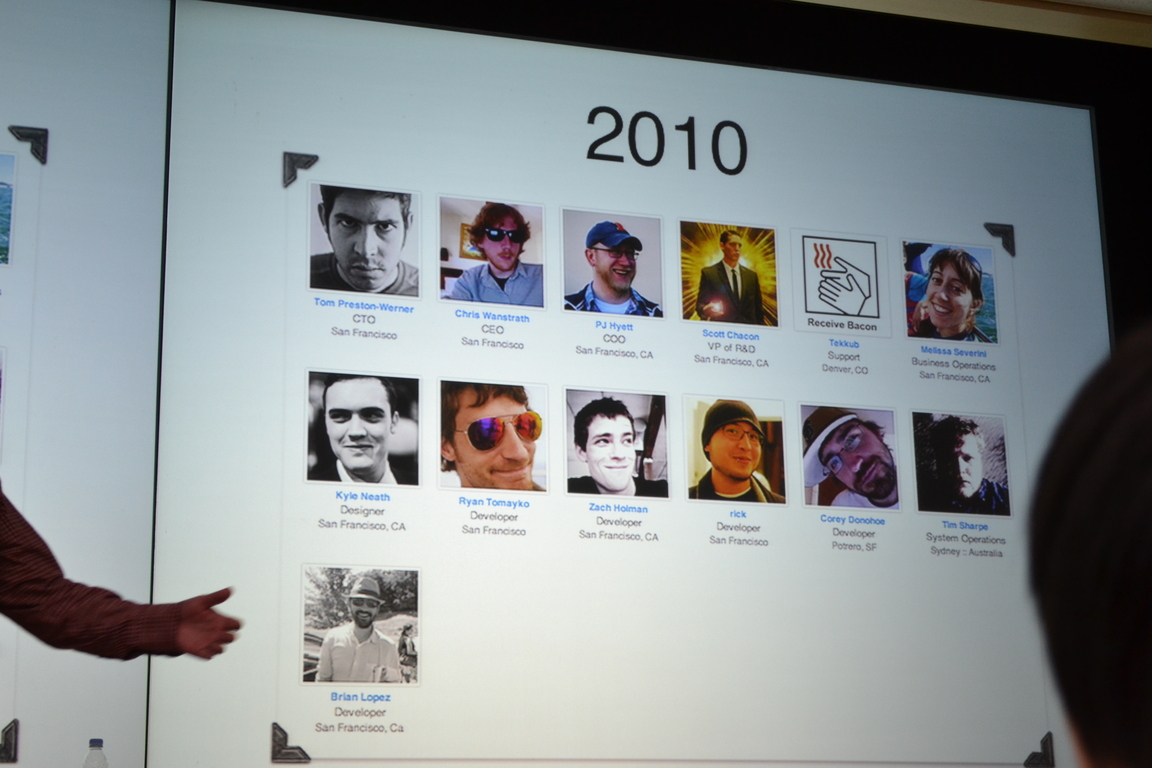 2010
Tom Preston-Werner
CTO
San Francisco
Chris Wanstrath
CEO
San Francisco
PJ Hyett
COO
San Francisco, CA
Scott Chacon
VP of R&D
San Francisco, CA
Receive Bacon
Tekkub
Support
Denver, CO
Melissa Severini
Business Operations
San Francisco, CA
Kyle Neath
Designer
San Francisco, CA
Ryan Tomayko
Developer
San Francisco
Zach Holman
Developer
San Francisco, CA
rick
Developer
San Francisco
Corey Donohoe
Developer
Potrero, SF
Tim Sharpe
System Operations
Sydney :: Australia
Brian Lopez
Developer
San Francisco, Ca